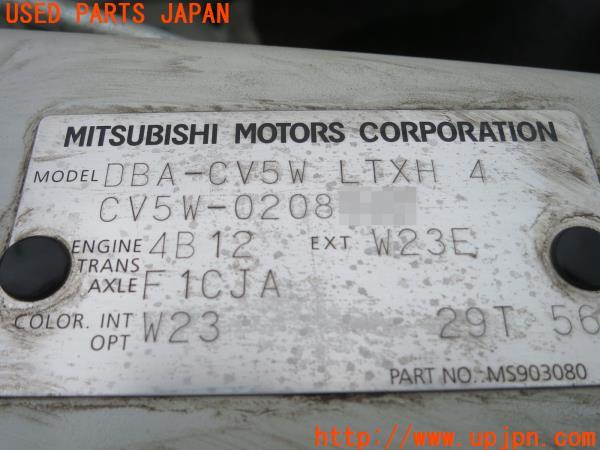 USED PARTS JAPAN
MITSUBISHI MOTORS CORPORATION
MODEL DBA-CV5W LTXH 4
CV5W-0208
ENGINE 4B12 EXT W23E
TRANS AXLE F1CJA
COLOR. INT OPT W23 29T 56
PART NO. MS903080
http://www.upjpn.com/